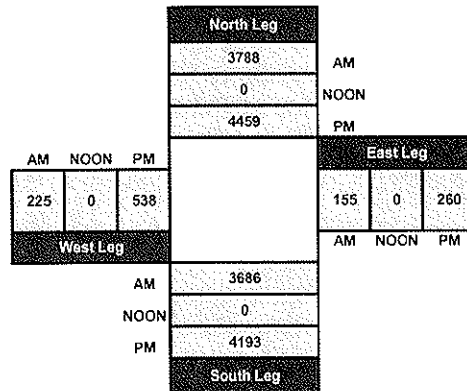 North Leg
3788 AM
0 NOON
4459 PM
AM NOON PM
225 0 538
West Leg
East Leg
155 0 260
AM NOON PM
AM 3686
NOON 0
PM 4193
South Leg